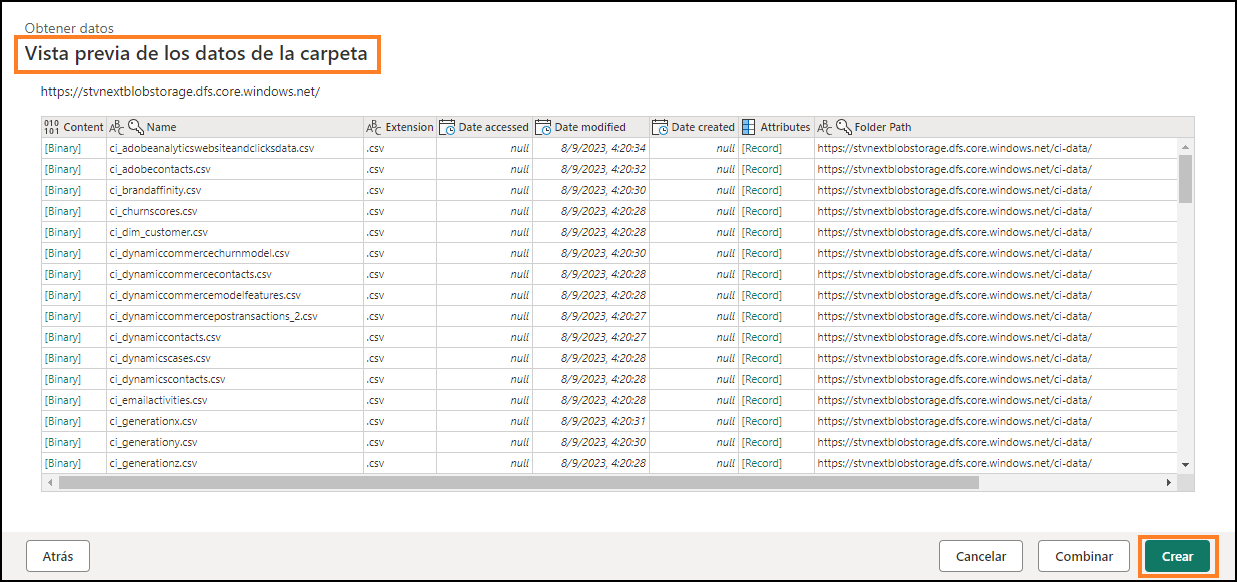 Obtener datos
Vista previa de los datos de la carpeta
https://stvnextblobstorage.dfs.core.windows.net/
Content Name Extension Date accessed Date modified Date created Attributes Folder Path
[Binary] ci_adobeanalyticswebsiteandclicksdata.csv .csv null 8/9/2023, 4:20:34 null [Record] https://stvnextblobstorage.dfs.core.windows.net/ci-data/
[Binary] ci_adobecontacts.csv .csv null 8/9/2023, 4:20:32 null [Record] https://stvnextblobstorage.dfs.core.windows.net/ci-data/
[Binary] ci_brandaffinity.csv .csv null 8/9/2023, 4:20:30 null [Record] https://stvnextblobstorage.dfs.core.windows.net/ci-data/
[Binary] ci_churnscores.csv .csv null 8/9/2023, 4:20:28 null [Record] https://stvnextblobstorage.dfs.core.windows.net/ci-data/
[Binary] ci_dim_customer.csv .csv null 8/9/2023, 4:20:28 null [Record] https://stvnextblobstorage.dfs.core.windows.net/ci-data/
[Binary] ci_dynamiccommercechurnmodel.csv .csv null 8/9/2023, 4:20:30 null [Record] https://stvnextblobstorage.dfs.core.windows.net/ci-data/
[Binary] ci_dynamiccommercecontacts.csv .csv null 8/9/2023, 4:20:28 null [Record] https://stvnextblobstorage.dfs.core.windows.net/ci-data/
[Binary] ci_dynamiccommercemodelfeatures.csv .csv null 8/9/2023, 4:20:28 null [Record] https://stvnextblobstorage.dfs.core.windows.net/ci-data/
[Binary] ci_dynamiccommercepostransactions_2.csv .csv null 8/9/2023, 4:20:27 null [Record] https://stvnextblobstorage.dfs.core.windows.net/ci-data/
[Binary] ci_dynamiccontacts.csv .csv null 8/9/2023, 4:20:27 null [Record] https://stvnextblobstorage.dfs.core.windows.net/ci-data/
[Binary] ci_dynamicscases.csv .csv null 8/9/2023, 4:20:28 null [Record] https://stvnextblobstorage.dfs.core.windows.net/ci-data/
[Binary] ci_dynamicscontacts.csv .csv null 8/9/2023, 4:20:28 null [Record] https://stvnextblobstorage.dfs.core.windows.net/ci-data/
[Binary] ci_emailactivities.csv .csv null 8/9/2023, 4:20:28 null [Record] https://stvnextblobstorage.dfs.core.windows.net/ci-data/
[Binary] ci_generationx.csv .csv null 8/9/2023, 4:20:31 null [Record] https://stvnextblobstorage.dfs.core.windows.net/ci-data/
[Binary] ci_generationy.csv .csv null 8/9/2023, 4:20:30 null [Record] https://stvnextblobstorage.dfs.core.windows.net/ci-data/
[Binary] ci_generationz.csv .csv null 8/9/2023, 4:20:28 null [Record] https://stvnextblobstorage.dfs.core.windows.net/ci-data/
Atrás Cancelar Combinar Crear